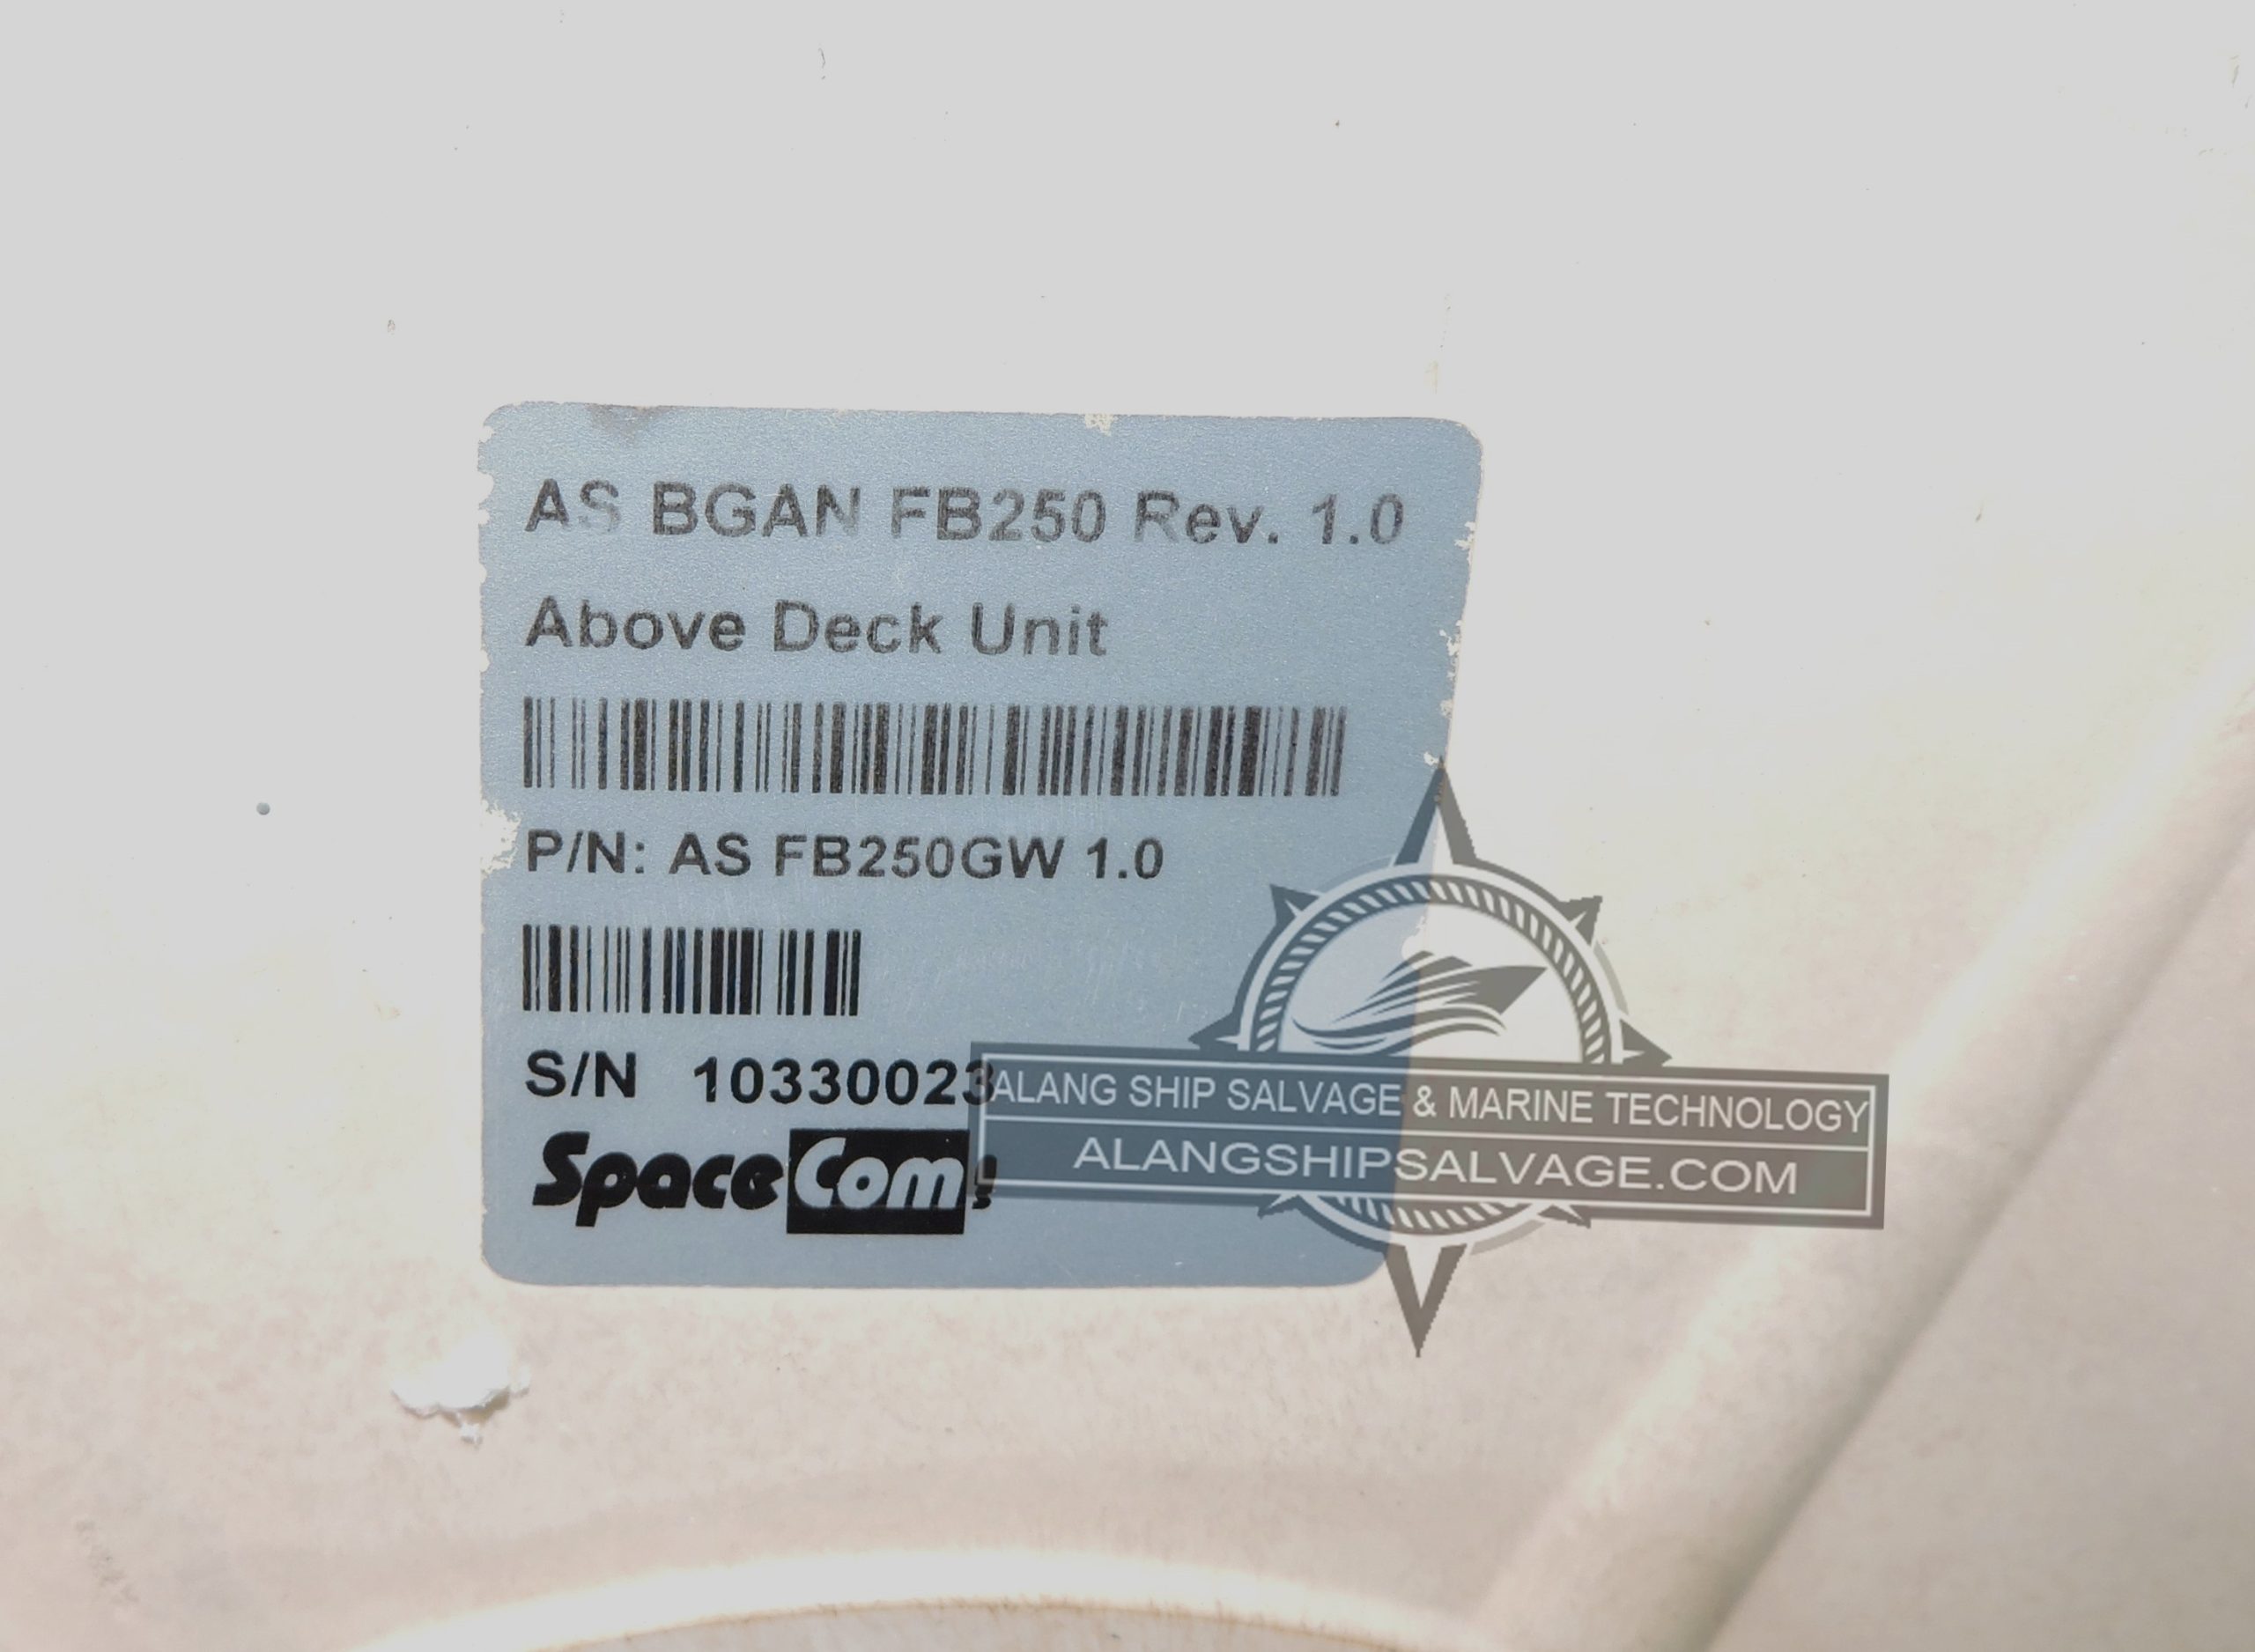 AS BGAN FB250 Rev. 1.0
Above Deck Unit
P/N: AS FB250GW 1.0
S/N 10330023
SpaceCom!
ALANG SHIP SALVAGE & MARINE TECHNOLOGY
ALANGSHIPSALVAGE.COM